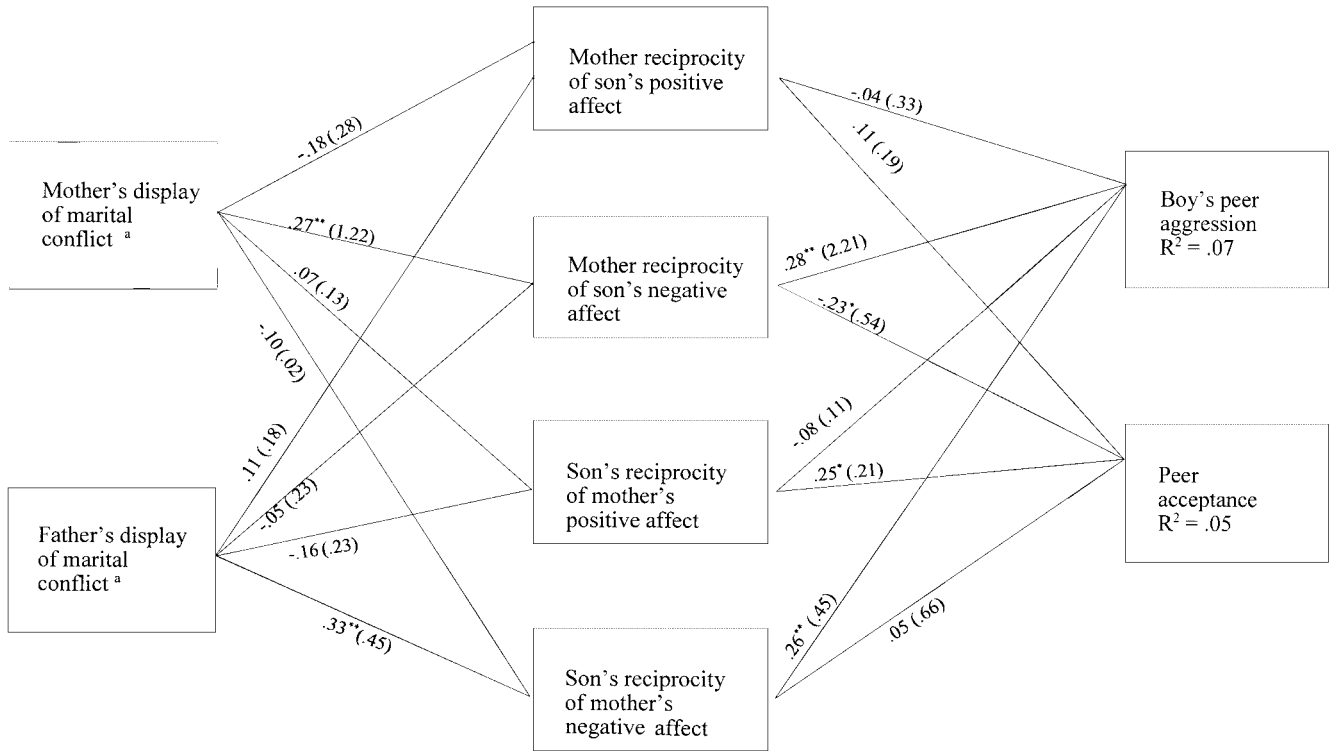 Mother reciprocity
of son's positive
affect
-.04 (.33)
.11 (.19)
-.18 (.28)
Mother's display
of marital
conflict ᵃ
Boy's peer
aggression
R² = .07
.27** (1.22)
Mother reciprocity
of son's negative
affect
.28** (2.21)
-.23* (.54)
.07 (.13)
-.10 (.02)
.11 (.18)
-.05 (.23)
-.16 (.23)
Son's reciprocity
of mother's
positive affect
-.08 (.11)
.25* (.21)
Peer
acceptance
R² = .05
Father's display
of marital
conflict ᵃ
.33** (.45)
Son's reciprocity
of mother's
negative affect
.26** (.45)
.05 (.66)